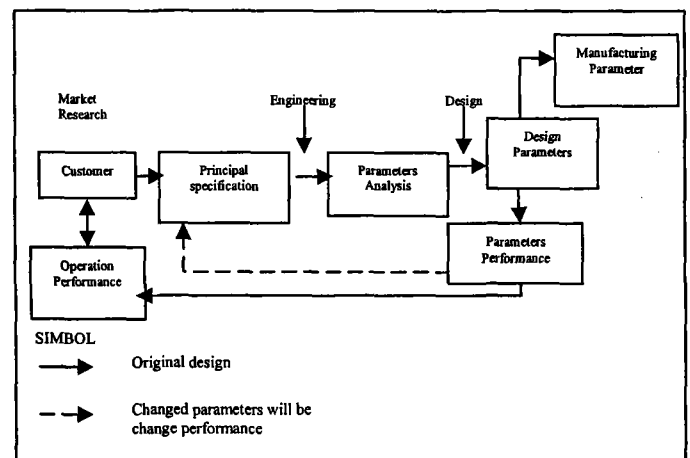 Manufacturing
Parameter
Market
Research
Engineering
Design
Customer
Principal
specification
Parameters
Analysis
Design
Parameters
Operation
Performance
Parameters
Performance
SIMBOL
Original design
Changed parameters will be
change performance